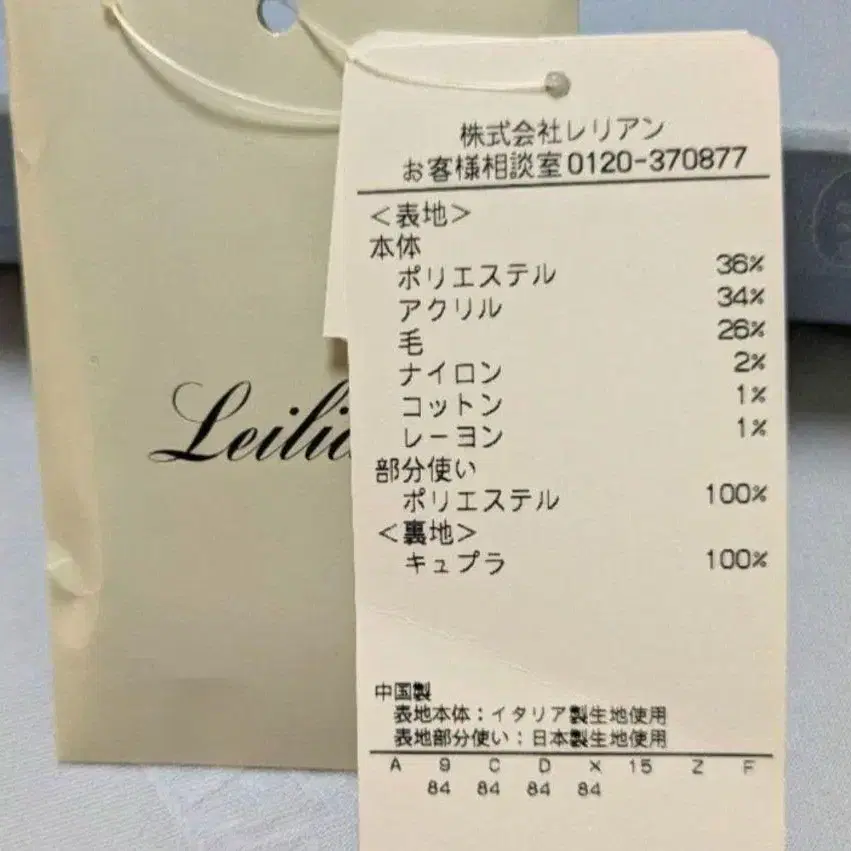 株式会社レリアン
お客様相談室0120-370877
＜表地＞
本体
ポリエステル 36%
アクリル 34%
毛 26%
ナイロン 2%
コットン 1%
レーヨン 1%
部分使い
ポリエステル 100%
＜裏地＞
キュプラ 100%
中国製
表地本体：イタリア製生地使用
表地部分使い：日本製生地使用
A 9 C D X 15 Z F
84 84 84 84